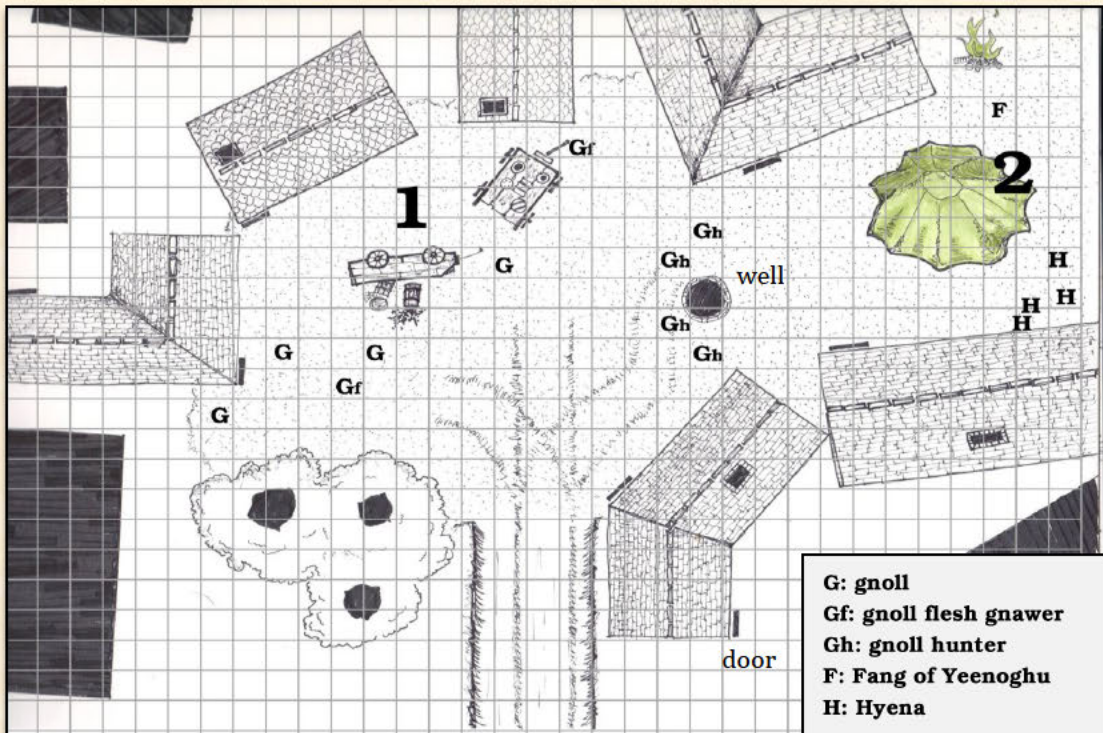 F
Gf
2
1
Gh
Gh
H
G
well
H
H
Gh
H
G
G
Gh
Gf
G
door
G: gnoll
Gf: gnoll flesh gnawer
Gh: gnoll hunter
F: Fang of Yeenoghu
H: Hyena